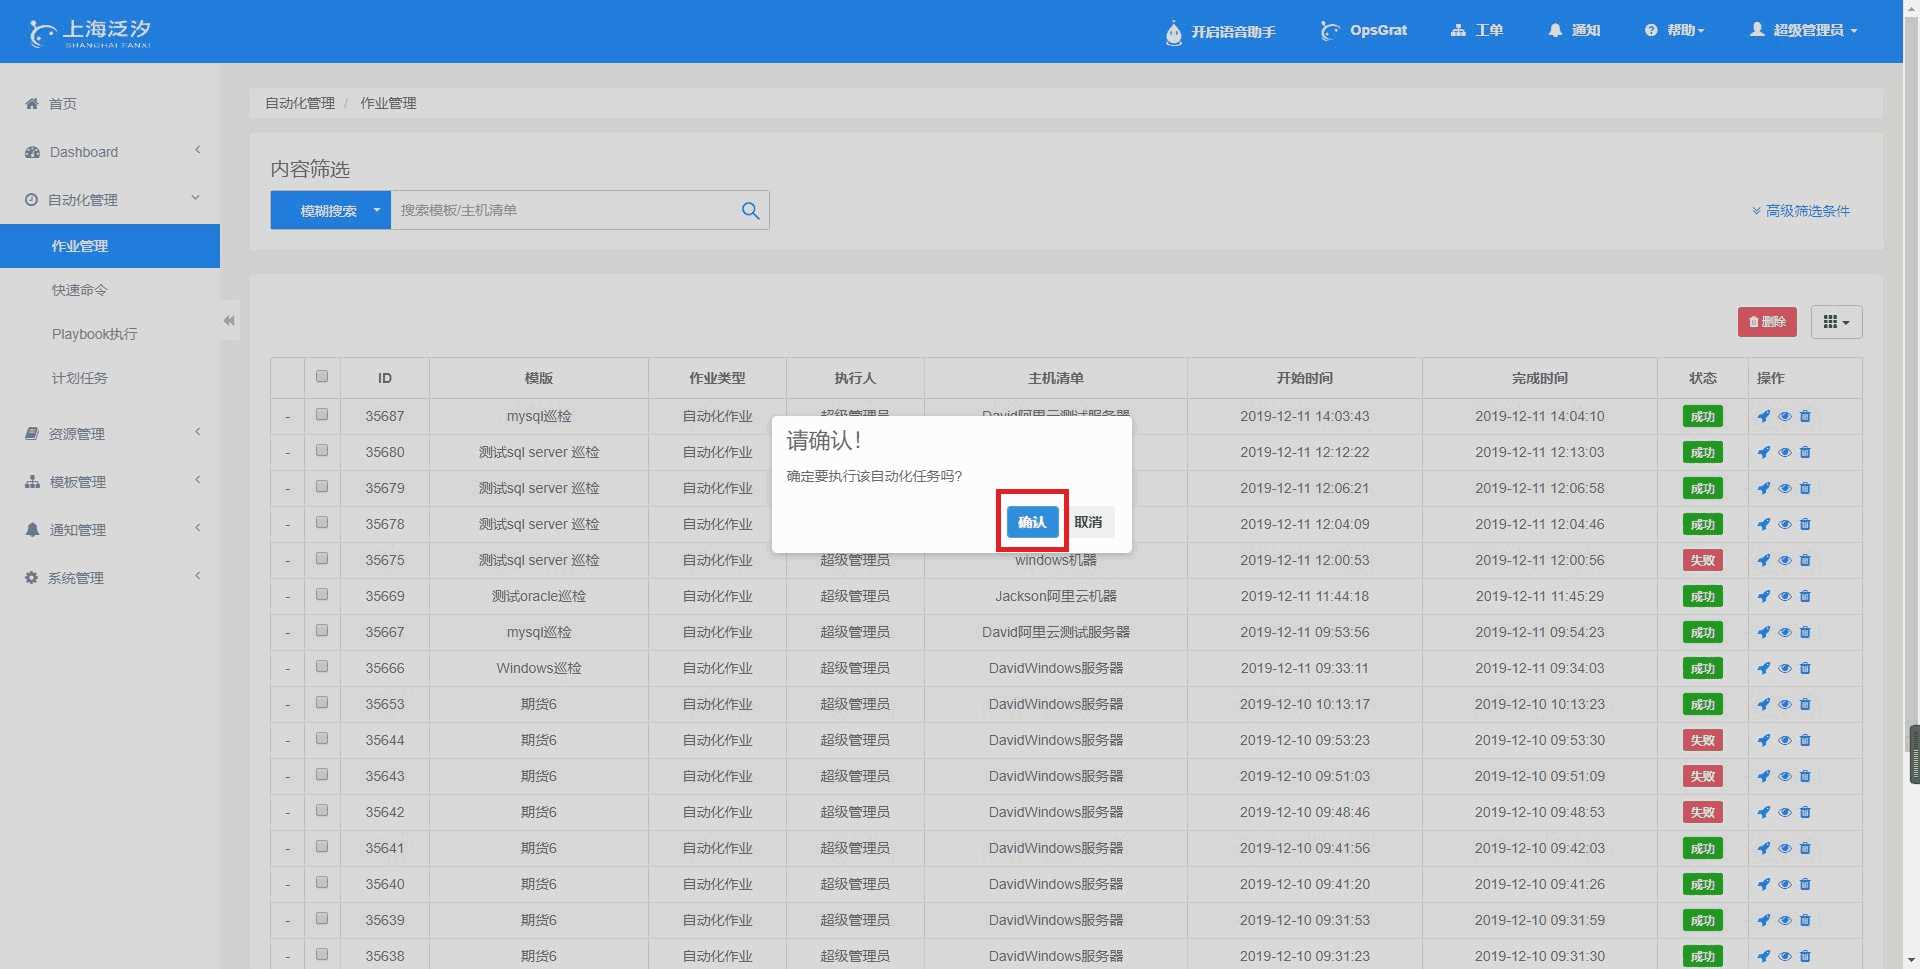 上海泛汐
SHANGHAI FANXI
开启语音助手
OpsGrat
工单
通知
帮助
超级管理员
首页
Dashboard
自动化管理
作业管理
快速命令
Playbook执行
计划任务
资源管理
模板管理
通知管理
系统管理
自动化管理 / 作业管理
内容筛选
模糊搜索 搜索模板/主机清单
高级筛选条件
删除
ID 模版 作业类型 执行人 主机清单 开始时间 完成时间 状态 操作
- 35687 mysql巡检 自动化作业 超级管理员 David阿里云测试服务器 2019-12-11 14:03:43 2019-12-11 14:04:10 成功
- 35680 测试sql server 巡检 自动化作业 2019-12-11 12:12:22 2019-12-11 12:13:03 成功
- 35679 测试sql server 巡检 自动化作业 2019-12-11 12:06:21 2019-12-11 12:06:58 成功
- 35678 测试sql server 巡检 自动化作业 2019-12-11 12:04:09 2019-12-11 12:04:46 成功
- 35675 测试sql server 巡检 自动化作业 超级管理员 windows机器 2019-12-11 12:00:53 2019-12-11 12:00:56 失败
- 35669 测试oracle巡检 自动化作业 超级管理员 Jackson阿里云机器 2019-12-11 11:44:18 2019-12-11 11:45:29 成功
- 35667 mysql巡检 自动化作业 超级管理员 David阿里云测试服务器 2019-12-11 09:53:56 2019-12-11 09:54:23 成功
- 35666 Windows巡检 自动化作业 超级管理员 DavidWindows服务器 2019-12-11 09:33:11 2019-12-11 09:34:03 成功
- 35653 期货6 自动化作业 超级管理员 DavidWindows服务器 2019-12-10 10:13:17 2019-12-10 10:13:23 成功
- 35644 期货6 自动化作业 超级管理员 DavidWindows服务器 2019-12-10 09:53:23 2019-12-10 09:53:30 失败
- 35643 期货6 自动化作业 超级管理员 DavidWindows服务器 2019-12-10 09:51:03 2019-12-10 09:51:09 失败
- 35642 期货6 自动化作业 超级管理员 DavidWindows服务器 2019-12-10 09:48:46 2019-12-10 09:48:53 失败
- 35641 期货6 自动化作业 超级管理员 DavidWindows服务器 2019-12-10 09:41:56 2019-12-10 09:42:03 成功
- 35640 期货6 自动化作业 超级管理员 DavidWindows服务器 2019-12-10 09:41:20 2019-12-10 09:41:26 成功
- 35639 期货6 自动化作业 超级管理员 DavidWindows服务器 2019-12-10 09:31:53 2019-12-10 09:31:59 成功
- 35638 期货6 自动化作业 超级管理员 DavidWindows服务器 2019-12-10 09:31:23 2019-12-10 09:31:30 成功
请确认!
确定要执行该自动化任务吗?
确认 取消